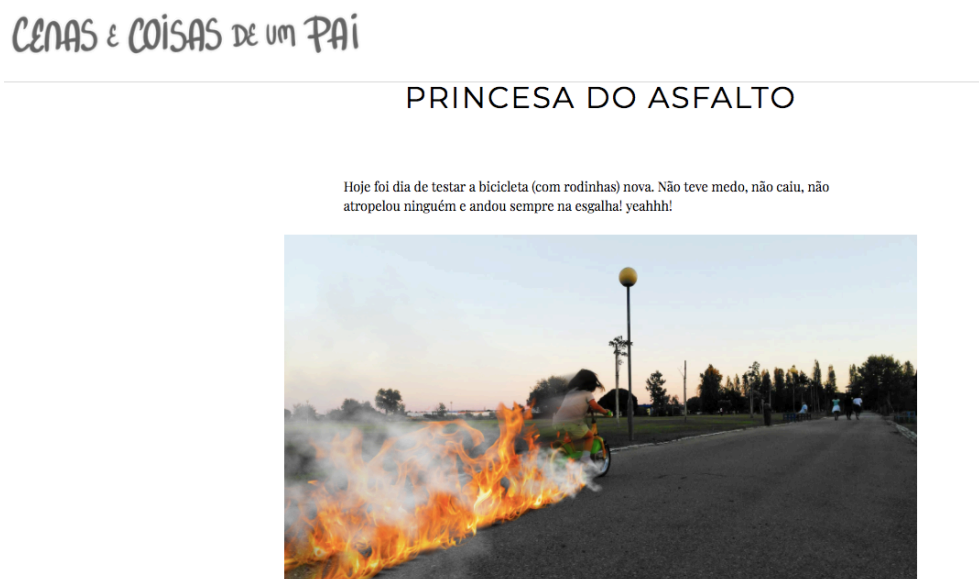 CENAS E COISAS DE UM PAI
PRINCESA DO ASFALTO
Hoje foi dia de testar a bicicleta (com rodinhas) nova. Não teve medo, não caiu, não
atropelou ninguém e andou sempre na esgalha! yeahhh!